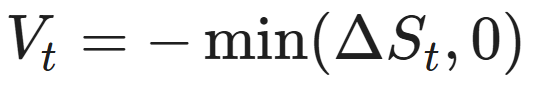 V_t = − min(ΔS_t, 0)